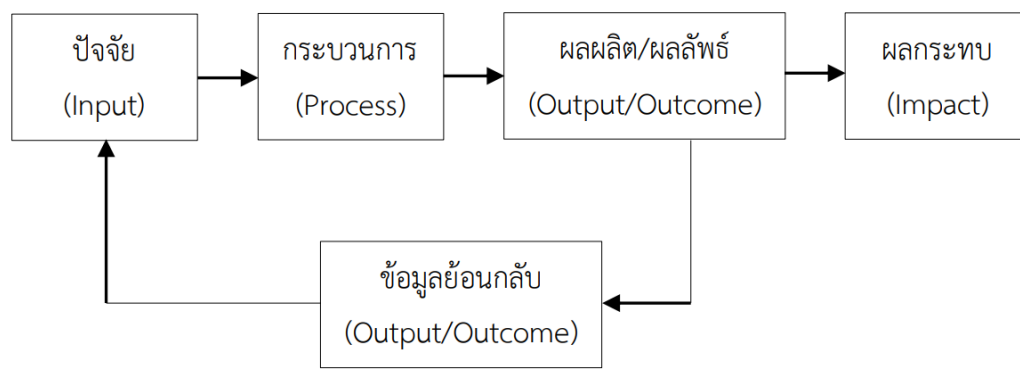 ปัจจัย
(Input)
กระบวนการ
(Process)
ผลผลิต/ผลลัพธ์
(Output/Outcome)
ผลกระทบ
(Impact)
ข้อมูลย้อนกลับ
(Output/Outcome)